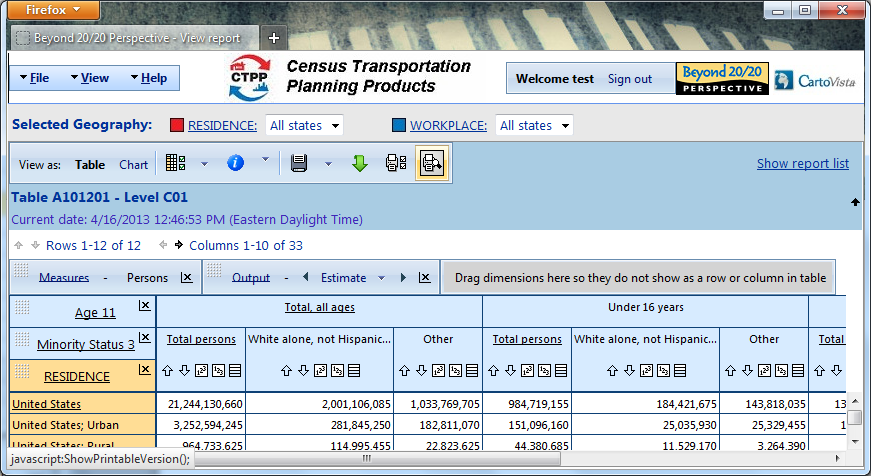 Firefox
Beyond 20/20 Perspective - View report
File View Help
CTPP
Census Transportation
Planning Products
Welcome test Sign out
Beyond 20/20
PERSPECTIVE
CartoVista
Selected Geography: RESIDENCE: All states WORKPLACE: All states
View as: Table Chart
Show report list
Table A101201 - Level C01
Current date: 4/16/2013 12:46:53 PM (Eastern Daylight Time)
Rows 1-12 of 12 Columns 1-10 of 33
Measures - Persons Output - Estimate Drag dimensions here so they do not show as a row or column in table
Age 11 Total, all ages Under 16 years
Minority Status 3 Total persons White alone, not Hispanic... Other Total persons White alone, not Hispanic... Other Total
RESIDENCE
United States 21,244,130,660 2,001,106,085 1,033,769,705 984,719,155 184,421,675 143,818,035 13
United States; Urban 3,252,594,245 281,845,250 182,811,070 151,096,160 25,035,930 25,329,455 1
United States; Rural 964,733,625 114,995,455 22,823,625 44,380,685 11,529,170 3,264,390
javascript:ShowPrintableVersion();